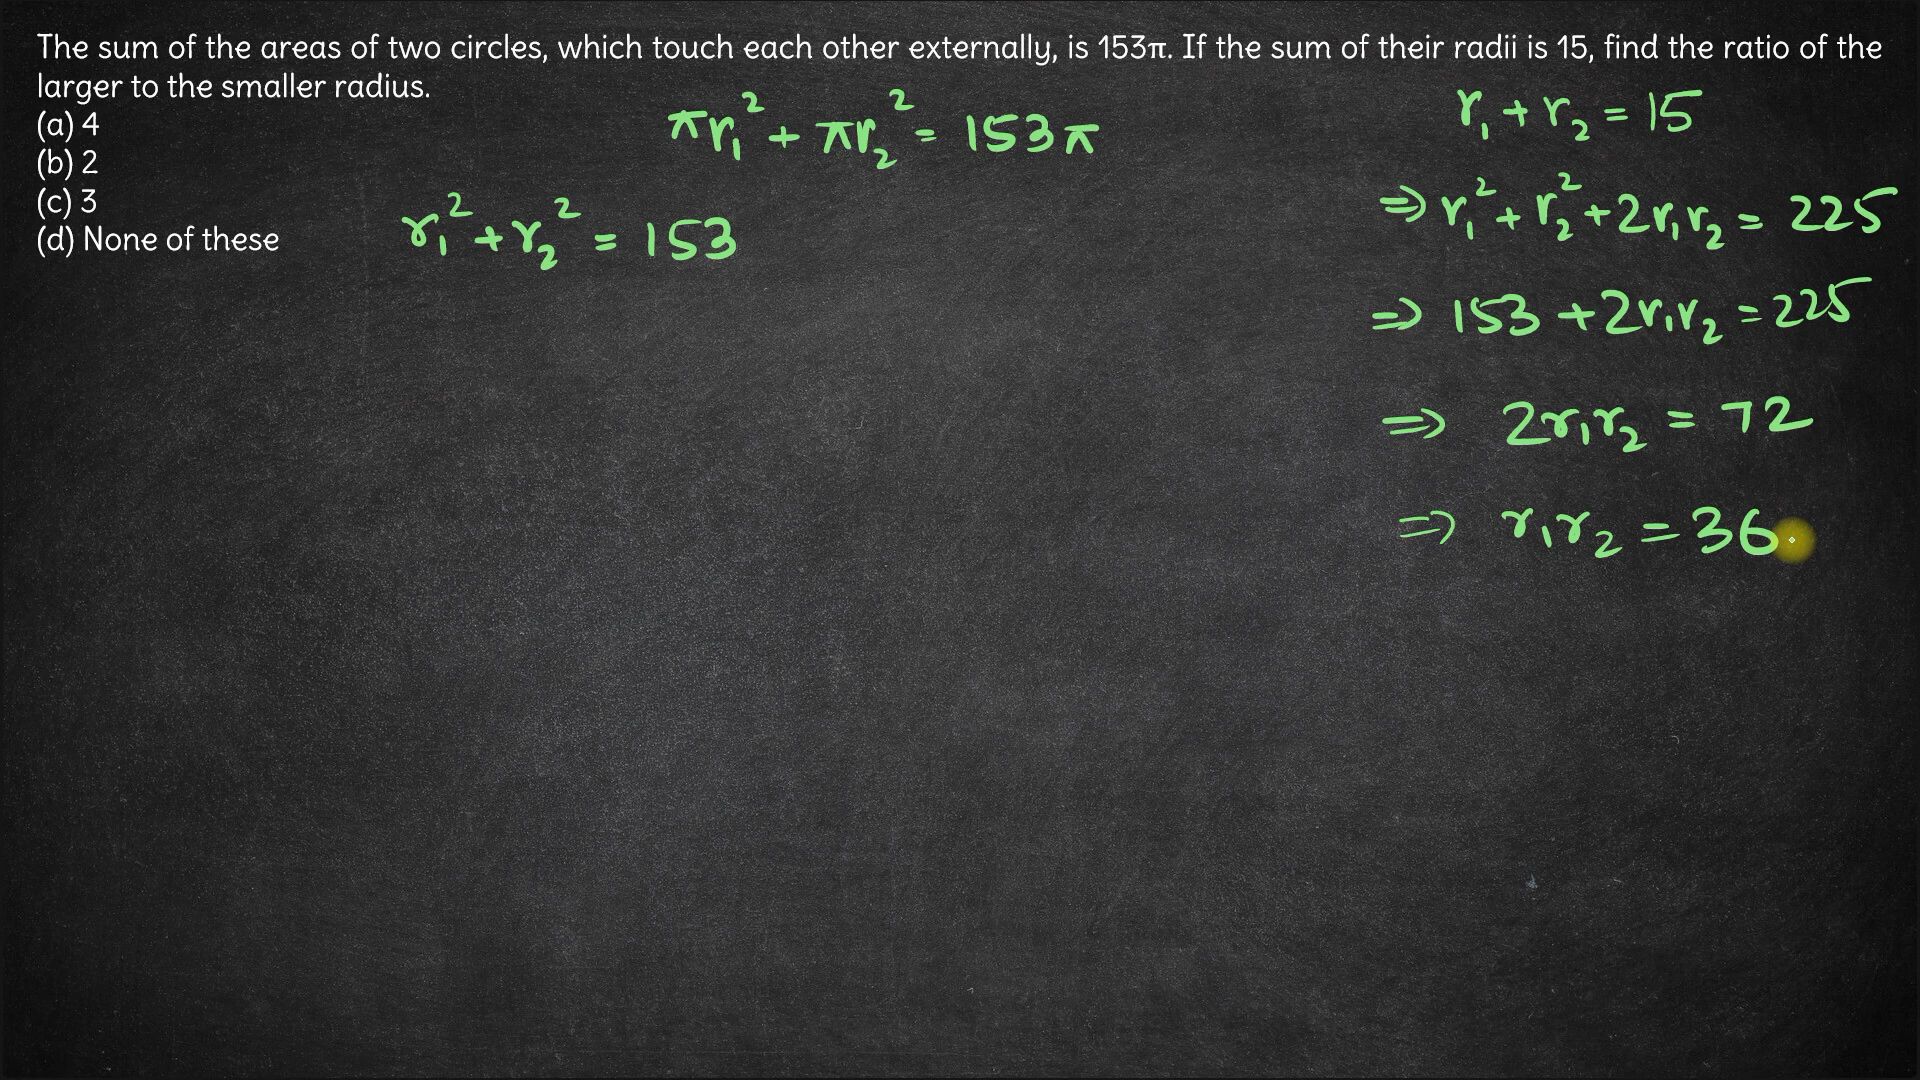 The sum of the areas of two circles, which touch each other externally, is 153π. If the sum of their radii is 15, find the ratio of the
larger to the smaller radius.
(a) 4
(b) 2
(c) 3
(d) None of these
πr₁² + πr₂² = 153π
r₁² + r₂² = 153
r₁ + r₂ = 15
⇒ r₁² + r₂² + 2r₁r₂ = 225
⇒ 153 + 2r₁r₂ = 225
⇒ 2r₁r₂ = 72
⇒ r₁r₂ = 36